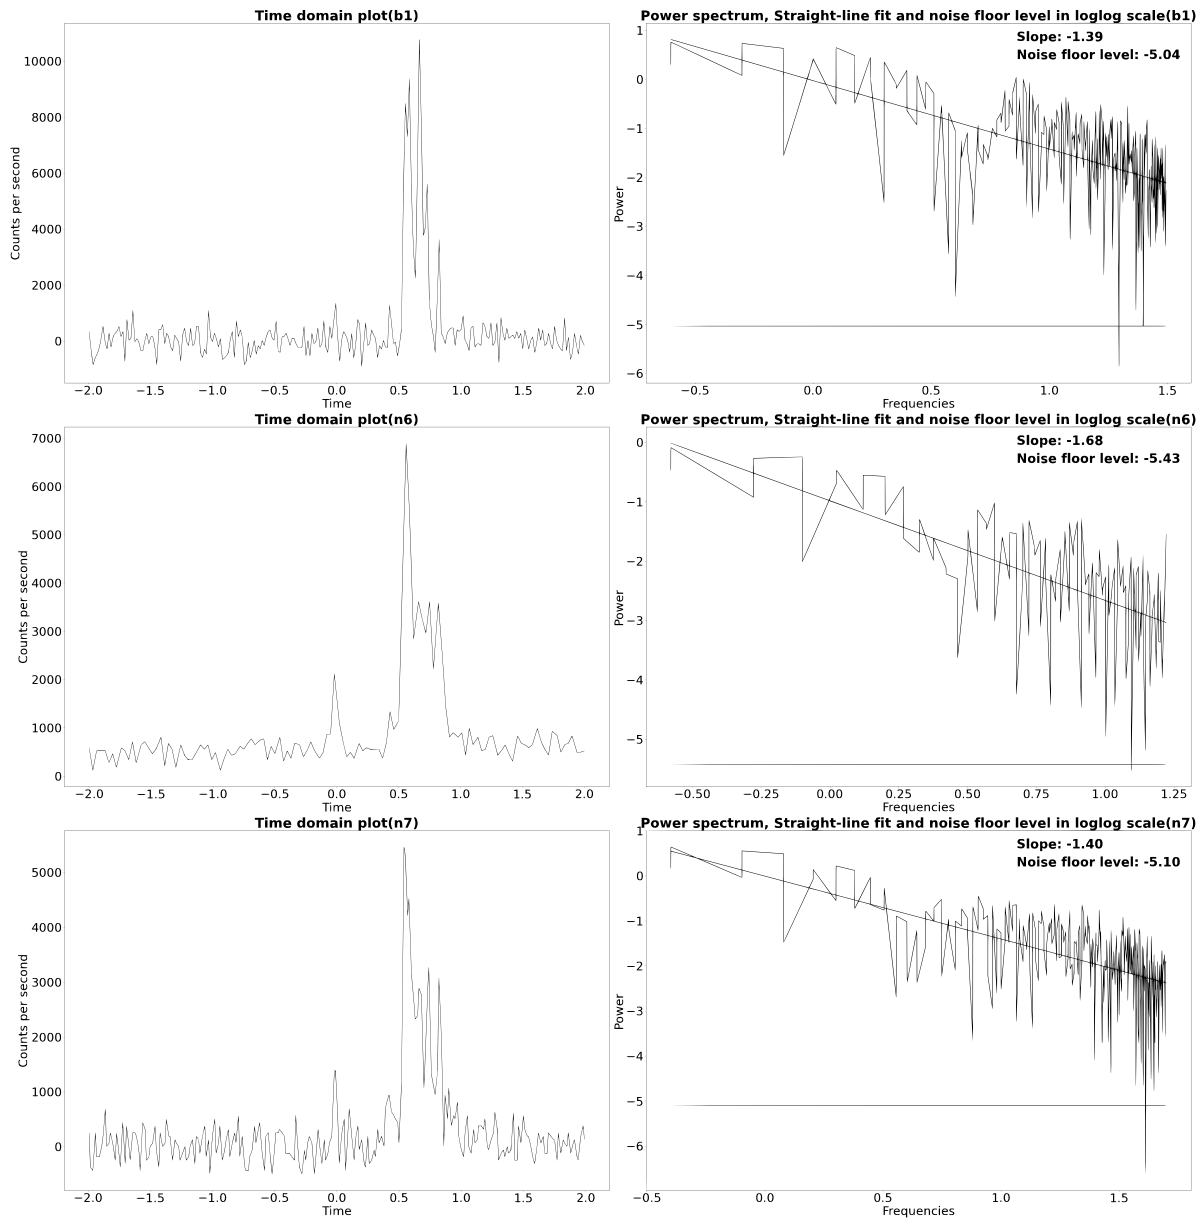 Time domain plot(b1)
Counts per second
10000
8000
6000
4000
2000
0
−2.0 −1.5 −1.0 −0.5 0.0 0.5 1.0 1.5 2.0
Time
Power spectrum, Straight-line fit and noise floor level in loglog scale(b1)
Slope: -1.39
Noise floor level: -5.04
Power
1
0
−1
−2
−3
−4
−5
−6
−0.5 0.0 0.5 1.0 1.5
Frequencies
Time domain plot(n6)
Counts per second
7000
6000
5000
4000
3000
2000
1000
0
−2.0 −1.5 −1.0 −0.5 0.0 0.5 1.0 1.5 2.0
Time
Power spectrum, Straight-line fit and noise floor level in loglog scale(n6)
Slope: -1.68
Noise floor level: -5.43
Power
0
−1
−2
−3
−4
−5
−0.50 −0.25 0.00 0.25 0.50 0.75 1.00 1.25
Frequencies
Time domain plot(n7)
Counts per second
5000
4000
3000
2000
1000
0
−2.0 −1.5 −1.0 −0.5 0.0 0.5 1.0 1.5 2.0
Time
Power spectrum, Straight-line fit and noise floor level in loglog scale(n7)
Slope: -1.40
Noise floor level: -5.10
Power
1
0
−1
−2
−3
−4
−5
−6
−0.5 0.0 0.5 1.0 1.5
Frequencies